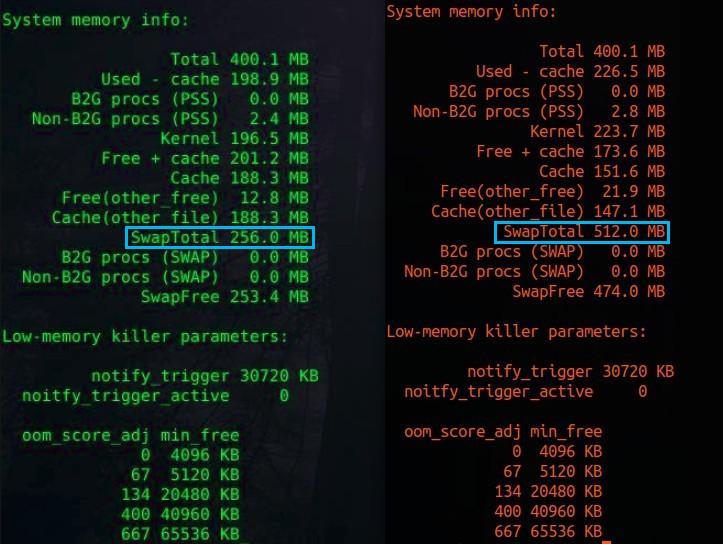 System memory info:
Total 400.1 MB
Used - cache 198.9 MB
B2G procs (PSS) 0.0 MB
Non-B2G procs (PSS) 2.4 MB
Kernel 196.5 MB
Free + cache 201.2 MB
Cache 188.3 MB
Free(other_free) 12.8 MB
Cache(other_file) 188.3 MB
SwapTotal 256.0 MB
B2G procs (SWAP) 0.0 MB
Non-B2G procs (SWAP) 0.0 MB
SwapFree 253.4 MB
Low-memory killer parameters:
notify_trigger 30720 KB
noitfy_trigger_active 0
oom_score_adj min_free
0 4096 KB
67 5120 KB
134 20480 KB
400 40960 KB
667 65536 KB
System memory info:
Total 400.1 MB
Used - cache 226.5 MB
B2G procs (PSS) 0.0 MB
Non-B2G procs (PSS) 2.8 MB
Kernel 223.7 MB
Free + cache 173.6 MB
Cache 151.6 MB
Free(other_free) 21.9 MB
Cache(other_file) 147.1 MB
SwapTotal 512.0 MB
B2G procs (SWAP) 0.0 MB
Non-B2G procs (SWAP) 0.0 MB
SwapFree 474.0 MB
Low-memory killer parameters:
notify_trigger 30720 KB
noitfy_trigger_active 0
oom_score_adj min_free
0 4096 KB
67 5120 KB
134 20480 KB
400 40960 KB
667 65536 KB